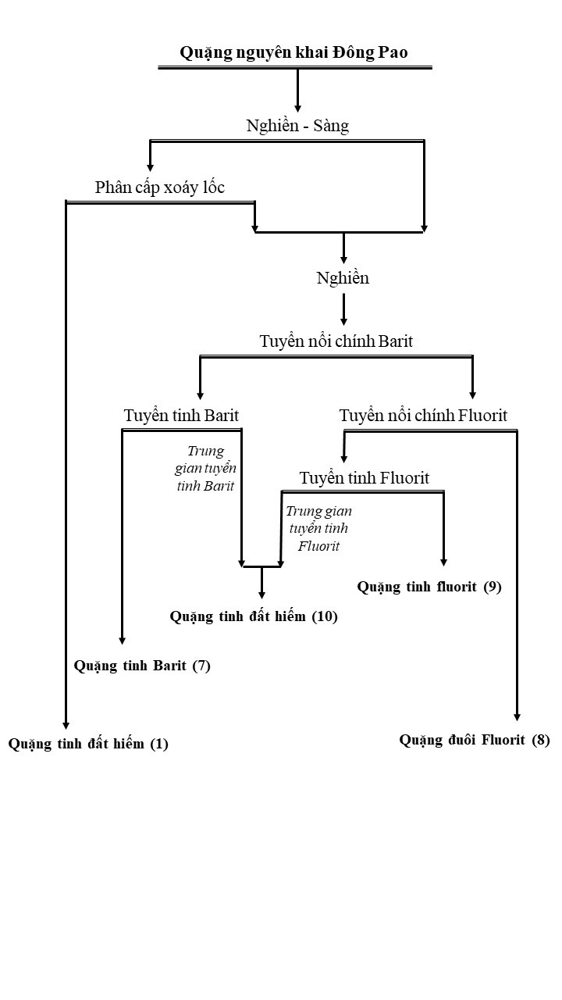 Quặng nguyên khai Đông Pao
Nghiền - Sàng
Phân cấp xoáy lốc
Nghiền
Tuyển nổi chính Barit
Tuyển tinh Barit
Tuyển nổi chính Fluorit
Trung
gian tuyển
tinh Barit
Tuyển tinh Fluorit
Trung gian
tuyển tinh
Fluorit
Quặng tinh fluorit (9)
Quặng tinh đất hiếm (10)
Quặng tinh Barit (7)
Quặng tinh đất hiếm (1)
Quặng đuôi Fluorit (8)